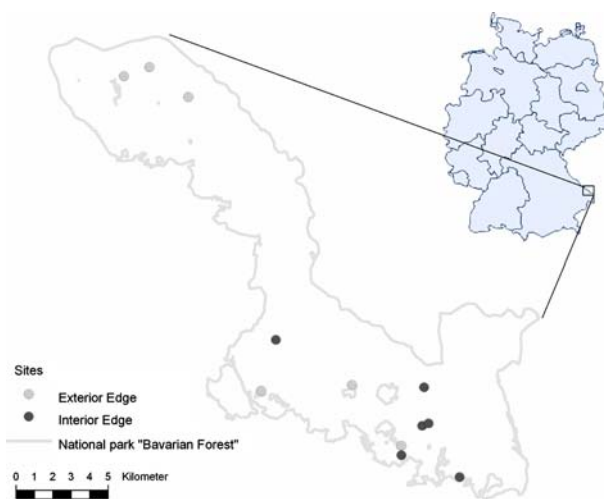 Sites
Exterior Edge
Interior Edge
National park "Bavarian Forest"
0 1 2 3 4 5 Kilometer